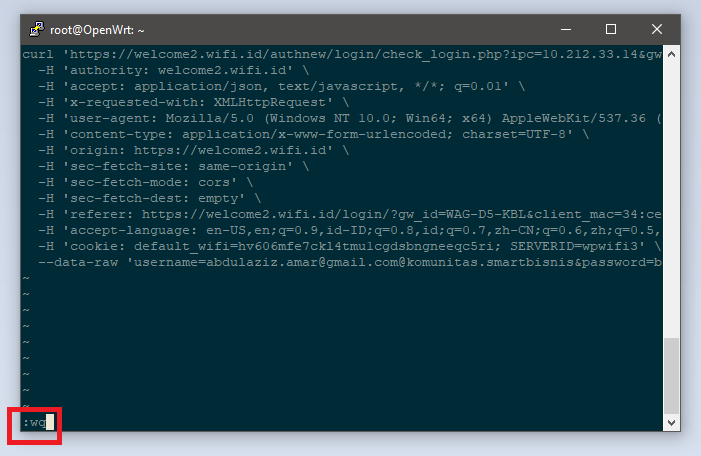 root@OpenWrt: ~
curl 'https://welcome2.wifi.id/authnew/login/check_login.php?ipc=10.212.33.14&gw
-H 'authority: welcome2.wifi.id' \
-H 'accept: application/json, text/javascript, */*; q=0.01' \
-H 'x-requested-with: XMLHttpRequest' \
-H 'user-agent: Mozilla/5.0 (Windows NT 10.0; Win64; x64) AppleWebKit/537.36 (
-H 'content-type: application/x-www-form-urlencoded; charset=UTF-8' \
-H 'origin: https://welcome2.wifi.id' \
-H 'sec-fetch-site: same-origin' \
-H 'sec-fetch-mode: cors' \
-H 'sec-fetch-dest: empty' \
-H 'referer: https://welcome2.wifi.id/login/?gw_id=WAG-D5-KBL&client_mac=34:ce
-H 'accept-language: en-US,en;q=0.9,id-ID;q=0.8,id;q=0.7,zh-CN;q=0.6,zh;q=0.5,
-H 'cookie: default_wifi=hv606mfe7ckl4tmu1cgdsbngneeqc5ri; SERVERID=wpwifi3' \
--data-raw 'username=abdulaziz.amar@gmail.com@komunitas.smartbisnis&password=b
~
~
~
~
~
~
~
~
~
:wq